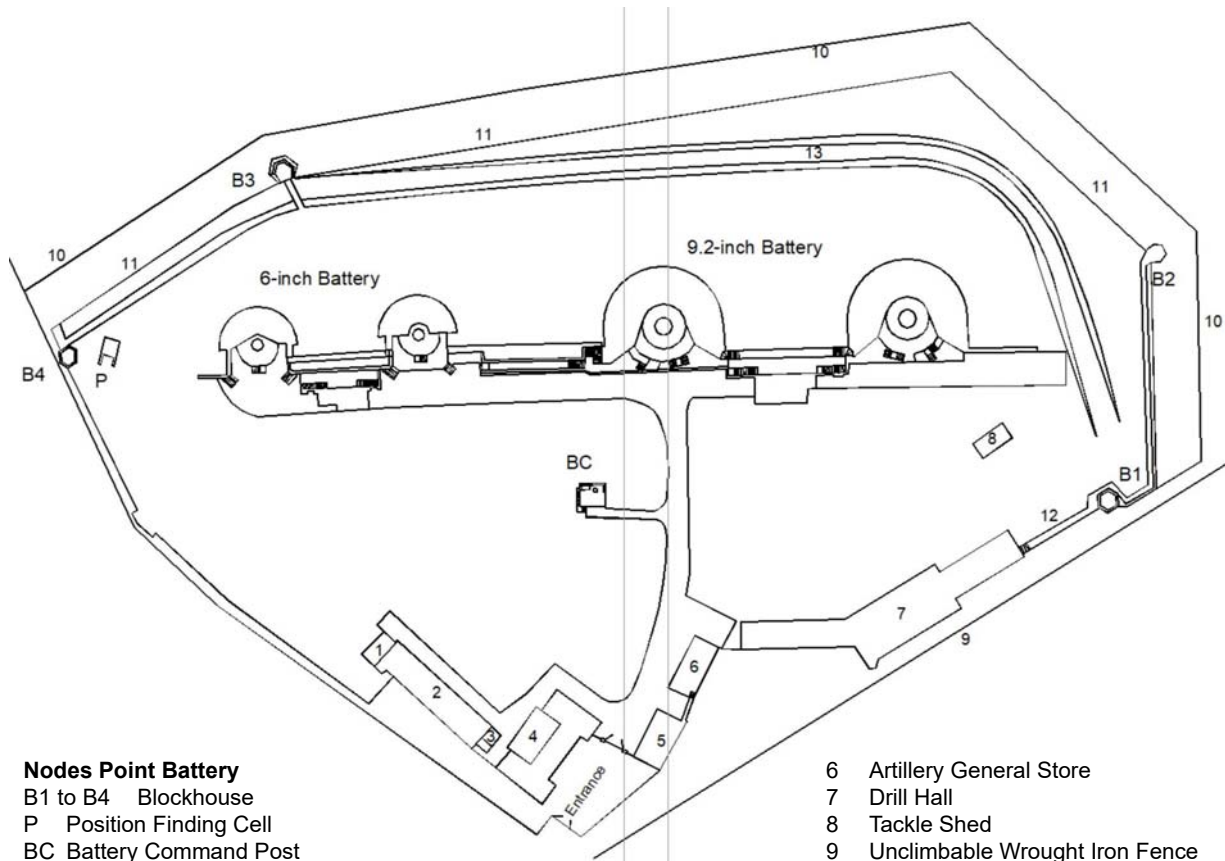 10
11
B3
13
11
9.2-inch Battery
10
11
6-inch Battery
B2
10
B4
P
8
BC
B1
12
7
9
6
1
2
3
4
5
Entrance
Nodes Point Battery
B1 to B4 Blockhouse
P Position Finding Cell
BC Battery Command Post
6 Artillery General Store
7 Drill Hall
8 Tackle Shed
9 Unclimbable Wrought Iron Fence